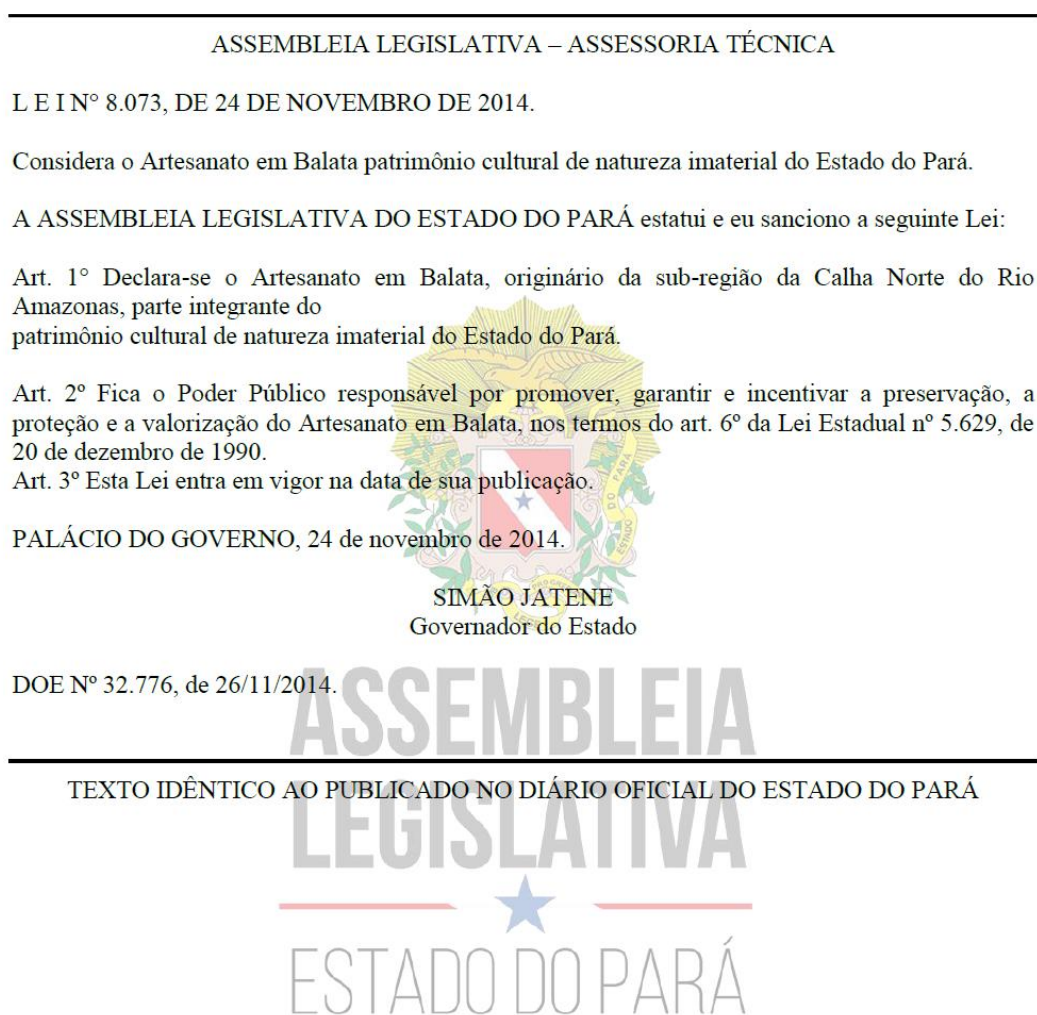 ASSEMBLEIA LEGISLATIVA – ASSESSORIA TÉCNICA
L E I N° 8.073, DE 24 DE NOVEMBRO DE 2014.
Considera o Artesanato em Balata patrimônio cultural de natureza imaterial do Estado do Pará.
A ASSEMBLEIA LEGISLATIVA DO ESTADO DO PARÁ estatui e eu sanciono a seguinte Lei:
Art. 1° Declara-se o Artesanato em Balata, originário da sub-região da Calha Norte do Rio
Amazonas, parte integrante do
patrimônio cultural de natureza imaterial do Estado do Pará.
Art. 2º Fica o Poder Público responsável por promover, garantir e incentivar a preservação, a
proteção e a valorização do Artesanato em Balata, nos termos do art. 6º da Lei Estadual nº 5.629, de
20 de dezembro de 1990.
Art. 3º Esta Lei entra em vigor na data de sua publicação.
PALÁCIO DO GOVERNO, 24 de novembro de 2014.
SIMÃO JATENE
Governador do Estado
DOE Nº 32.776, de 26/11/2014.
ASSEMBLEIA
TEXTO IDÊNTICO AO PUBLICADO NO DIÁRIO OFICIAL DO ESTADO DO PARÁ
LEGISLATIVA
ESTADO DO PARÁ